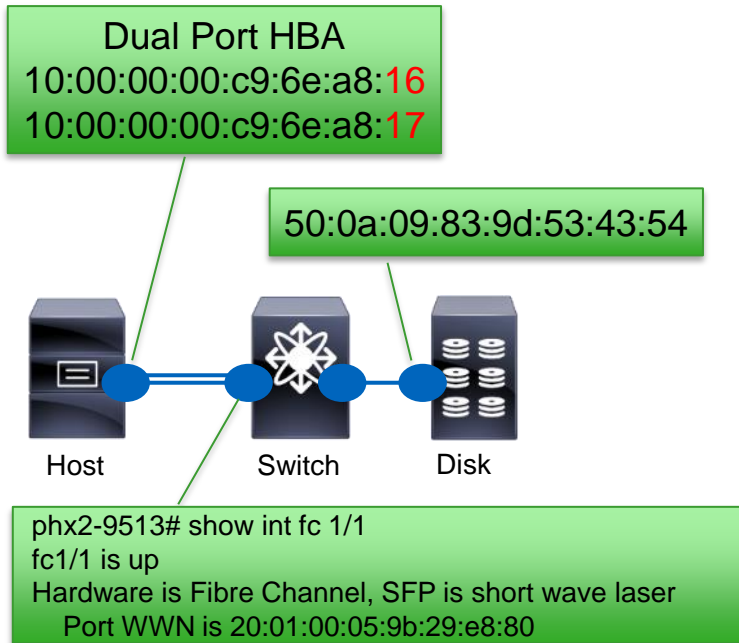 Dual Port HBA
10:00:00:00:c9:6e:a8:16
10:00:00:00:c9:6e:a8:17
50:0a:09:83:9d:53:43:54
Host
Switch
Disk
phx2-9513# show int fc 1/1
fc1/1 is up
Hardware is Fibre Channel, SFP is short wave laser
Port WWN is 20:01:00:05:9b:29:e8:80